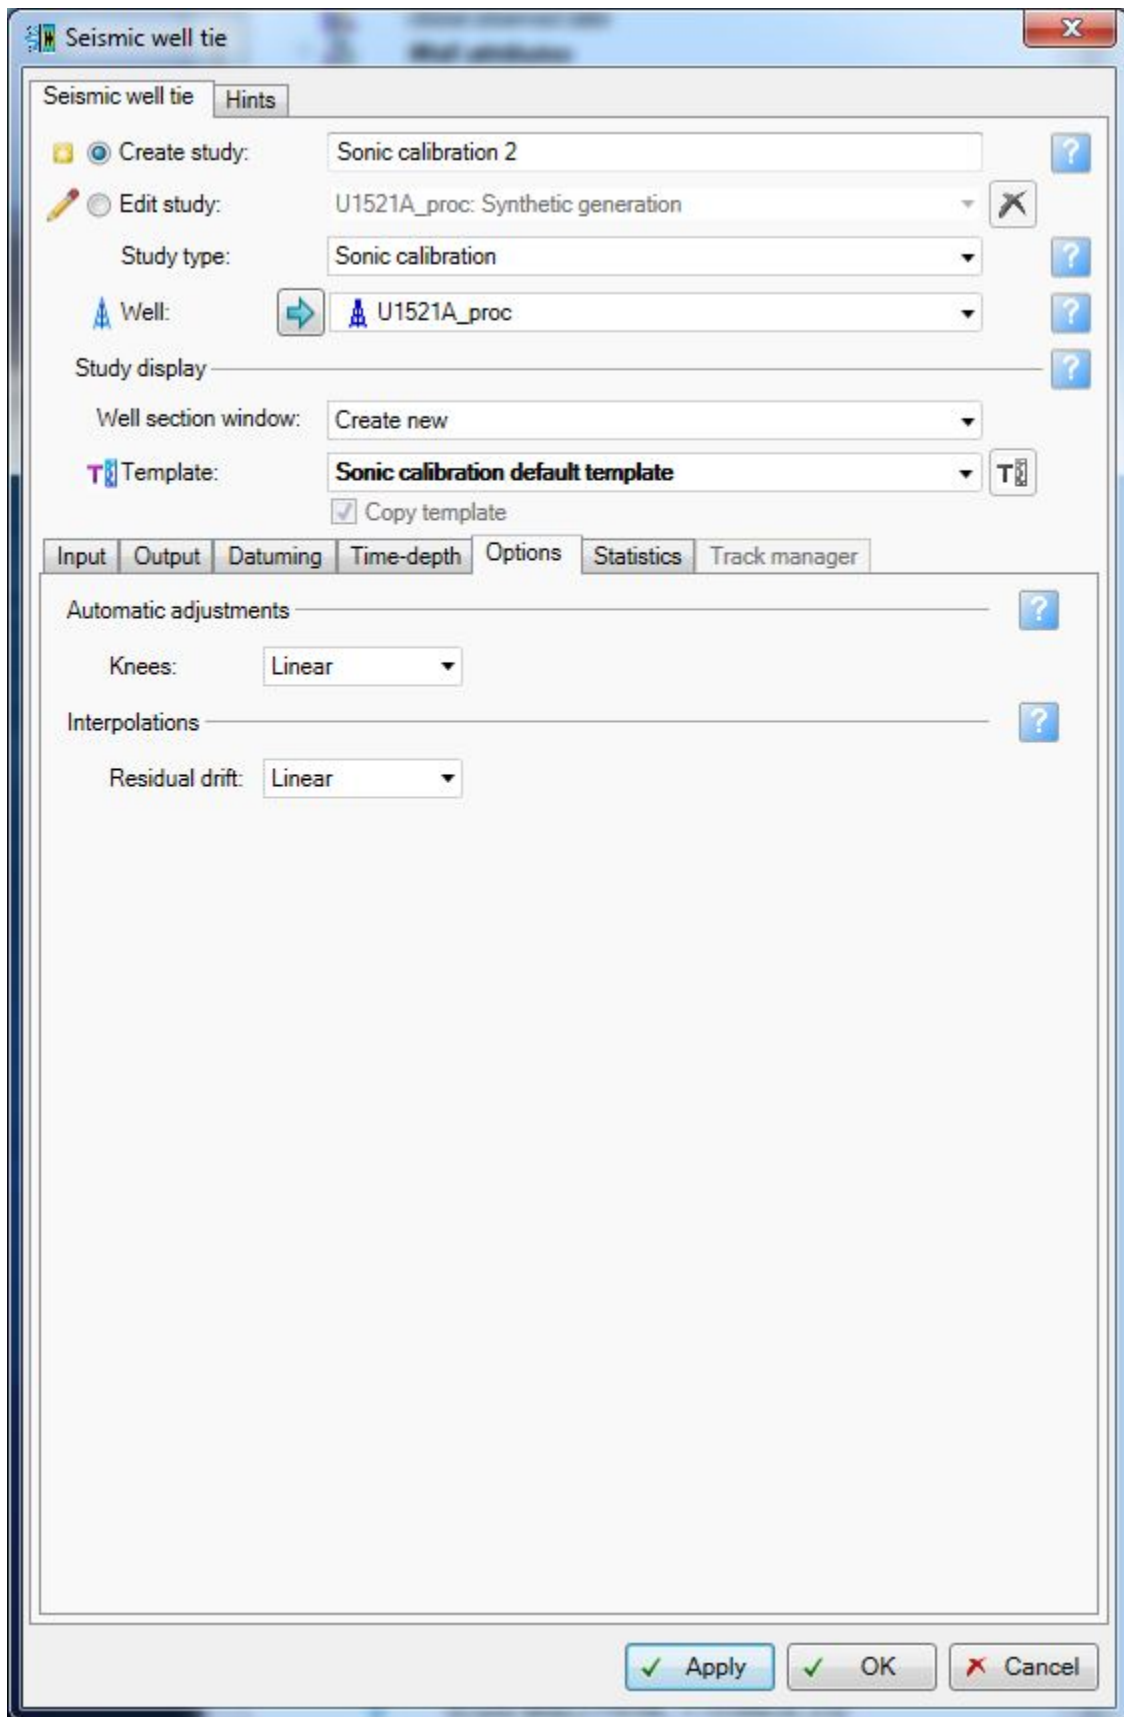 Seismic well tie
Seismic well tie Hints
Create study: Sonic calibration 2
Edit study: U1521A_proc: Synthetic generation
Study type: Sonic calibration
Well: U1521A_proc
Study display
Well section window: Create new
Template: Sonic calibration default template
Copy template
Input Output Datuming Time-depth Options Statistics Track manager
Automatic adjustments
Knees: Linear
Interpolations
Residual drift: Linear
Apply OK Cancel